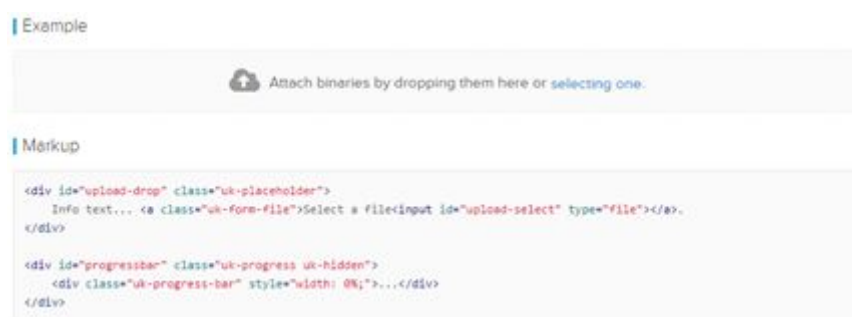 Example
Attach binaries by dropping them here or selecting one.
Markup
<div id="upload-drop" class="uk-placeholder">
    Info text... <a class="uk-form-file">Select a file<input id="upload-select" type="file"></a>.
</div>
<div id="progressbar" class="uk-progress uk-hidden">
    <div class="uk-progress-bar" style="width: 0%;">...</div>
</div>